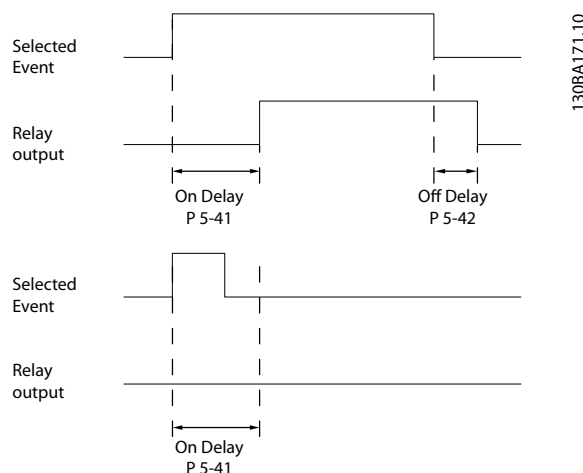 Selected
Event
Relay
output
On Delay
P 5-41
Off Delay
P 5-42
Selected
Event
Relay
output
On Delay
P 5-41
130BA171.10